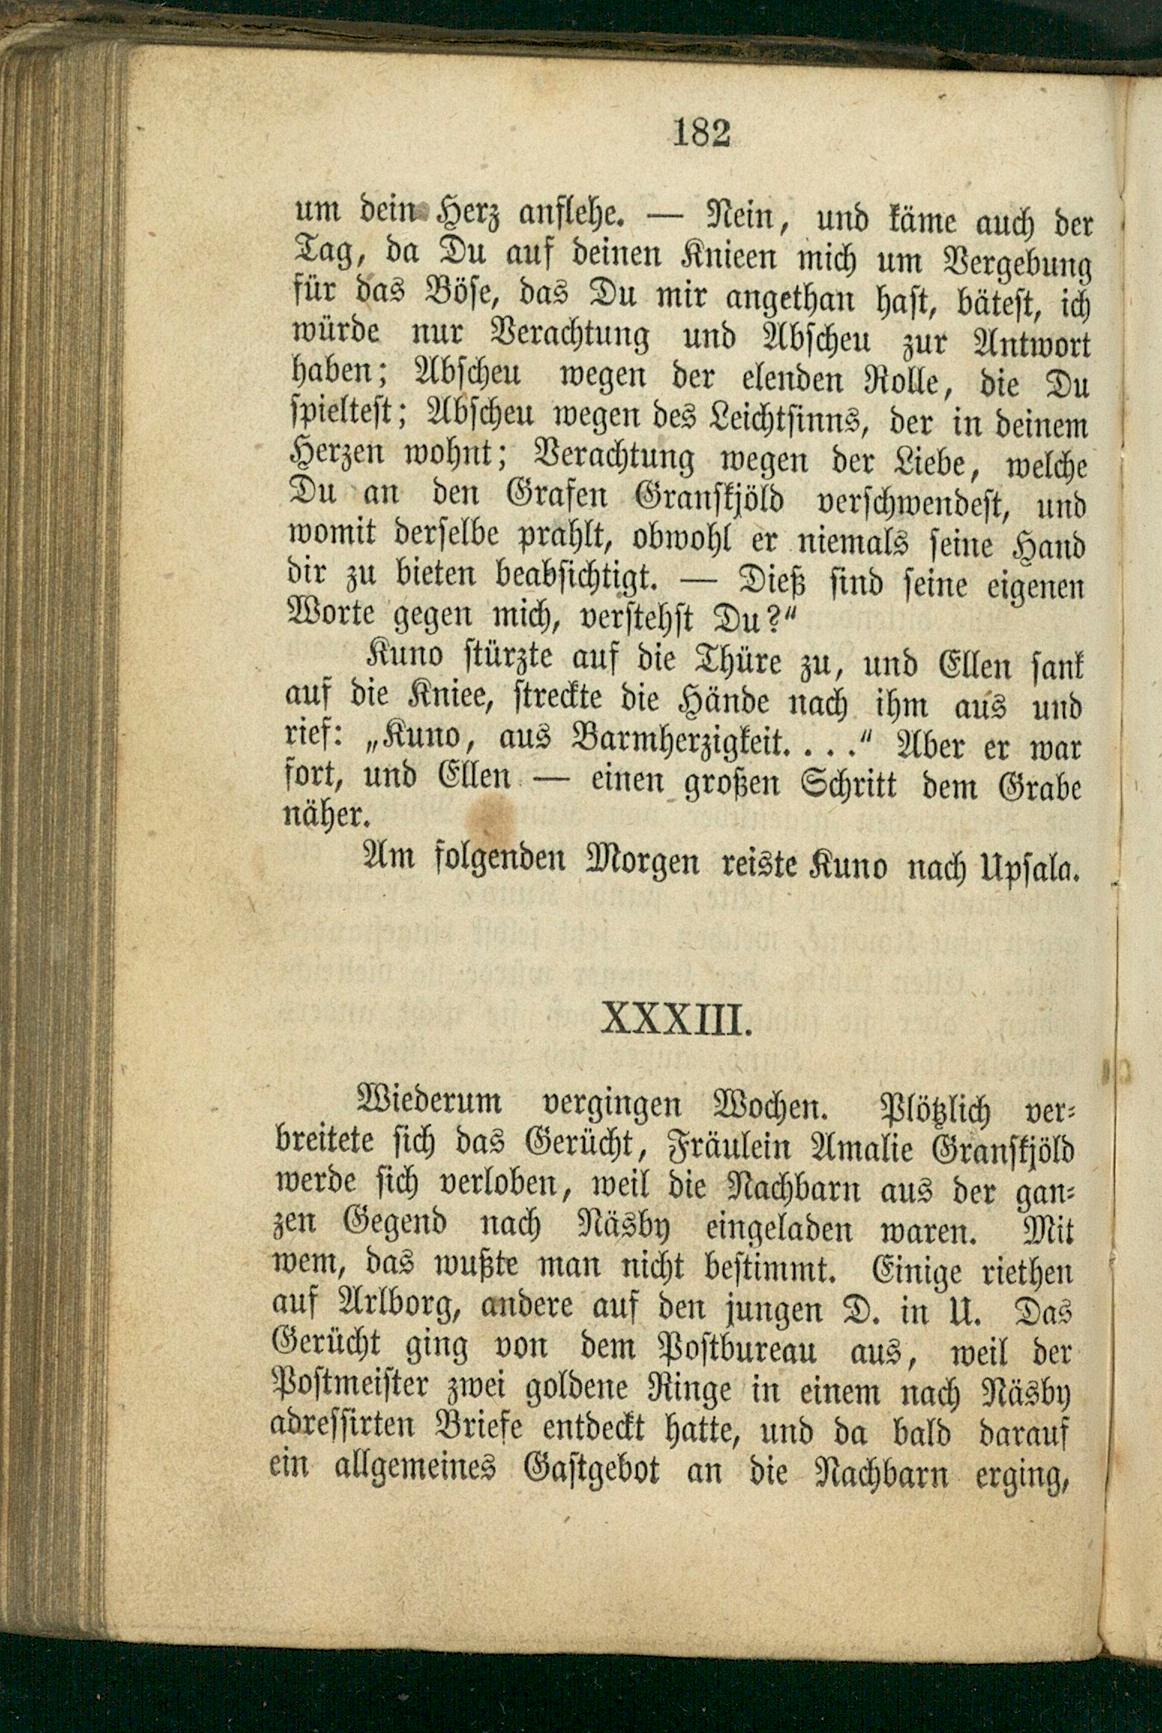 182
um dein Herz anflehe. — Nein, und käme auch der
Tag, da Du auf deinen Knieen mich um Vergebung
für das Böse, das Du mir angethan hast, bätest, ich
würde nur Verachtung und Abscheu zur Antwort
haben; Abscheu wegen der elenden Rolle, die Du
spieltest; Abscheu wegen des Leichtsinns, der in deinem
Herzen wohnt; Verachtung wegen der Liebe, welche
Du an den Grafen Granskjöld verschwendest, und
womit derselbe prahlt, obwohl er niemals seine Hand
dir zu bieten beabsichtigt. — Dieß sind seine eigenen
Worte gegen mich, verstehst Du?“
Kuno stürzte auf die Thüre zu, und Ellen sank
auf die Kniee, streckte die Hände nach ihm aus und
rief: „Kuno, aus Barmherzigkeit. . . .“ Aber er war
fort, und Ellen — einen großen Schritt dem Grabe
näher.
Am folgenden Morgen reiste Kuno nach Upsala.
XXXIII.
Wiederum vergingen Wochen. Plötzlich ver-
breitete sich das Gerücht, Fräulein Amalie Granskjöld
werde sich verloben, weil die Nachbarn aus der gan-
zen Gegend nach Näsby eingeladen waren. Mit
wem, das wußte man nicht bestimmt. Einige riethen
auf Arlborg, andere auf den jungen D. in U. Das
Gerücht ging von dem Postbureau aus, weil der
Postmeister zwei goldene Ringe in einem nach Näsby
adressirten Briefe entdeckt hatte, und da bald darauf
ein allgemeines Gastgebot an die Nachbarn erging,